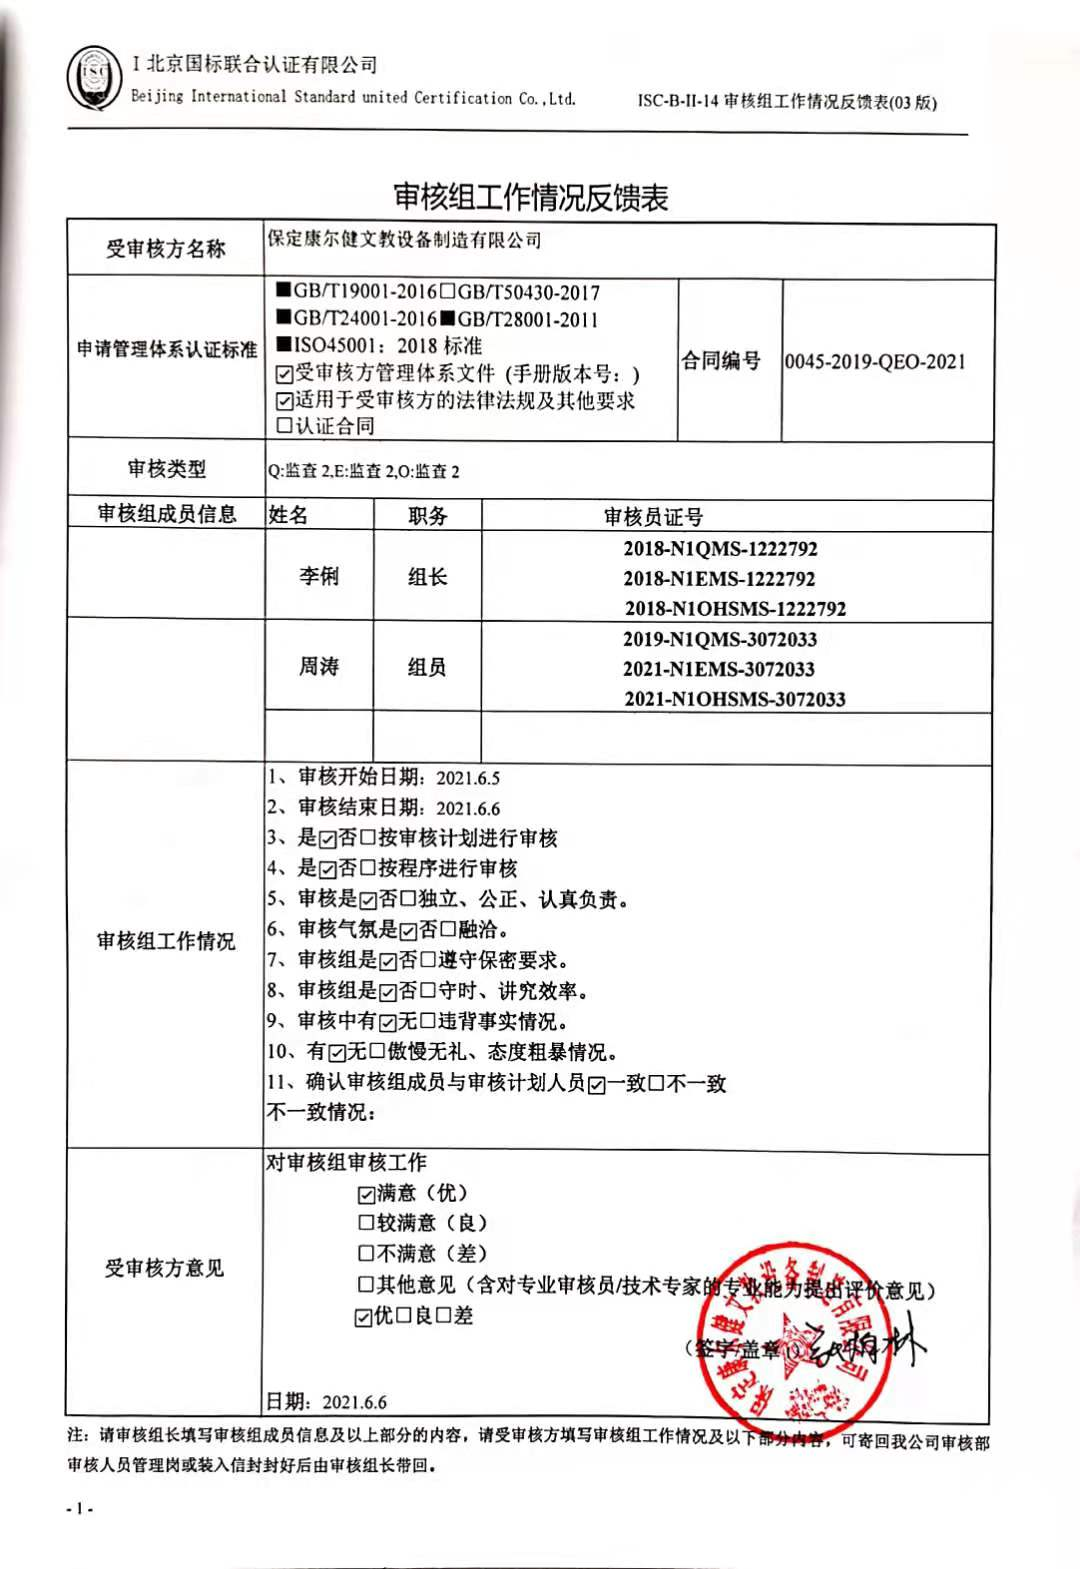 ISC
I 北京国标联合认证有限公司
Beijing International Standard united Certification Co.,Ltd.
ISC-B-II-14 审核组工作情况反馈表(03 版)
审核组工作情况反馈表
受审核方名称 保定康尔健文教设备制造有限公司
申请管理体系认证标准
■GB/T19001-2016□GB/T50430-2017
■GB/T24001-2016■GB/T28001-2011
■ISO45001：2018 标准
☑受审核方管理体系文件 (手册版本号：)
☑适用于受审核方的法律法规及其他要求
□认证合同
合同编号 0045-2019-QEO-2021
审核类型 Q:监查 2,E:监查 2,O:监查 2
审核组成员信息 姓名 职务 审核员证号
李俐 组长
2018-N1QMS-1222792
2018-N1EMS-1222792
2018-N1OHSMS-1222792
周涛 组员
2019-N1QMS-3072033
2021-N1EMS-3072033
2021-N1OHSMS-3072033
审核组工作情况
1、审核开始日期：2021.6.5
2、审核结束日期：2021.6.6
3、是☑否□按审核计划进行审核
4、是☑否□按程序进行审核
5、审核是☑否□独立、公正、认真负责。
6、审核气氛是☑否□融洽。
7、审核组是☑否□遵守保密要求。
8、审核组是☑否□守时、讲究效率。
9、审核中有☑无□违背事实情况。
10、有☑无□傲慢无礼、态度粗暴情况。
11、确认审核组成员与审核计划人员☑一致□不一致
不一致情况：
受审核方意见
对审核组审核工作
☑满意（优）
□较满意（良）
□不满意（差）
□其他意见（含对专业审核员/技术专家的专业能力提出评价意见）
☑优□良□差
（签字/盖章）
保定康尔健文教设备制造有限公司
日期：2021.6.6
注：请审核组长填写审核组成员信息及以上部分的内容，请受审核方填写审核组工作情况及以下部分内容，可寄回我公司审核部
审核人员管理岗或装入信封封好后由审核组长带回。
- 1 -